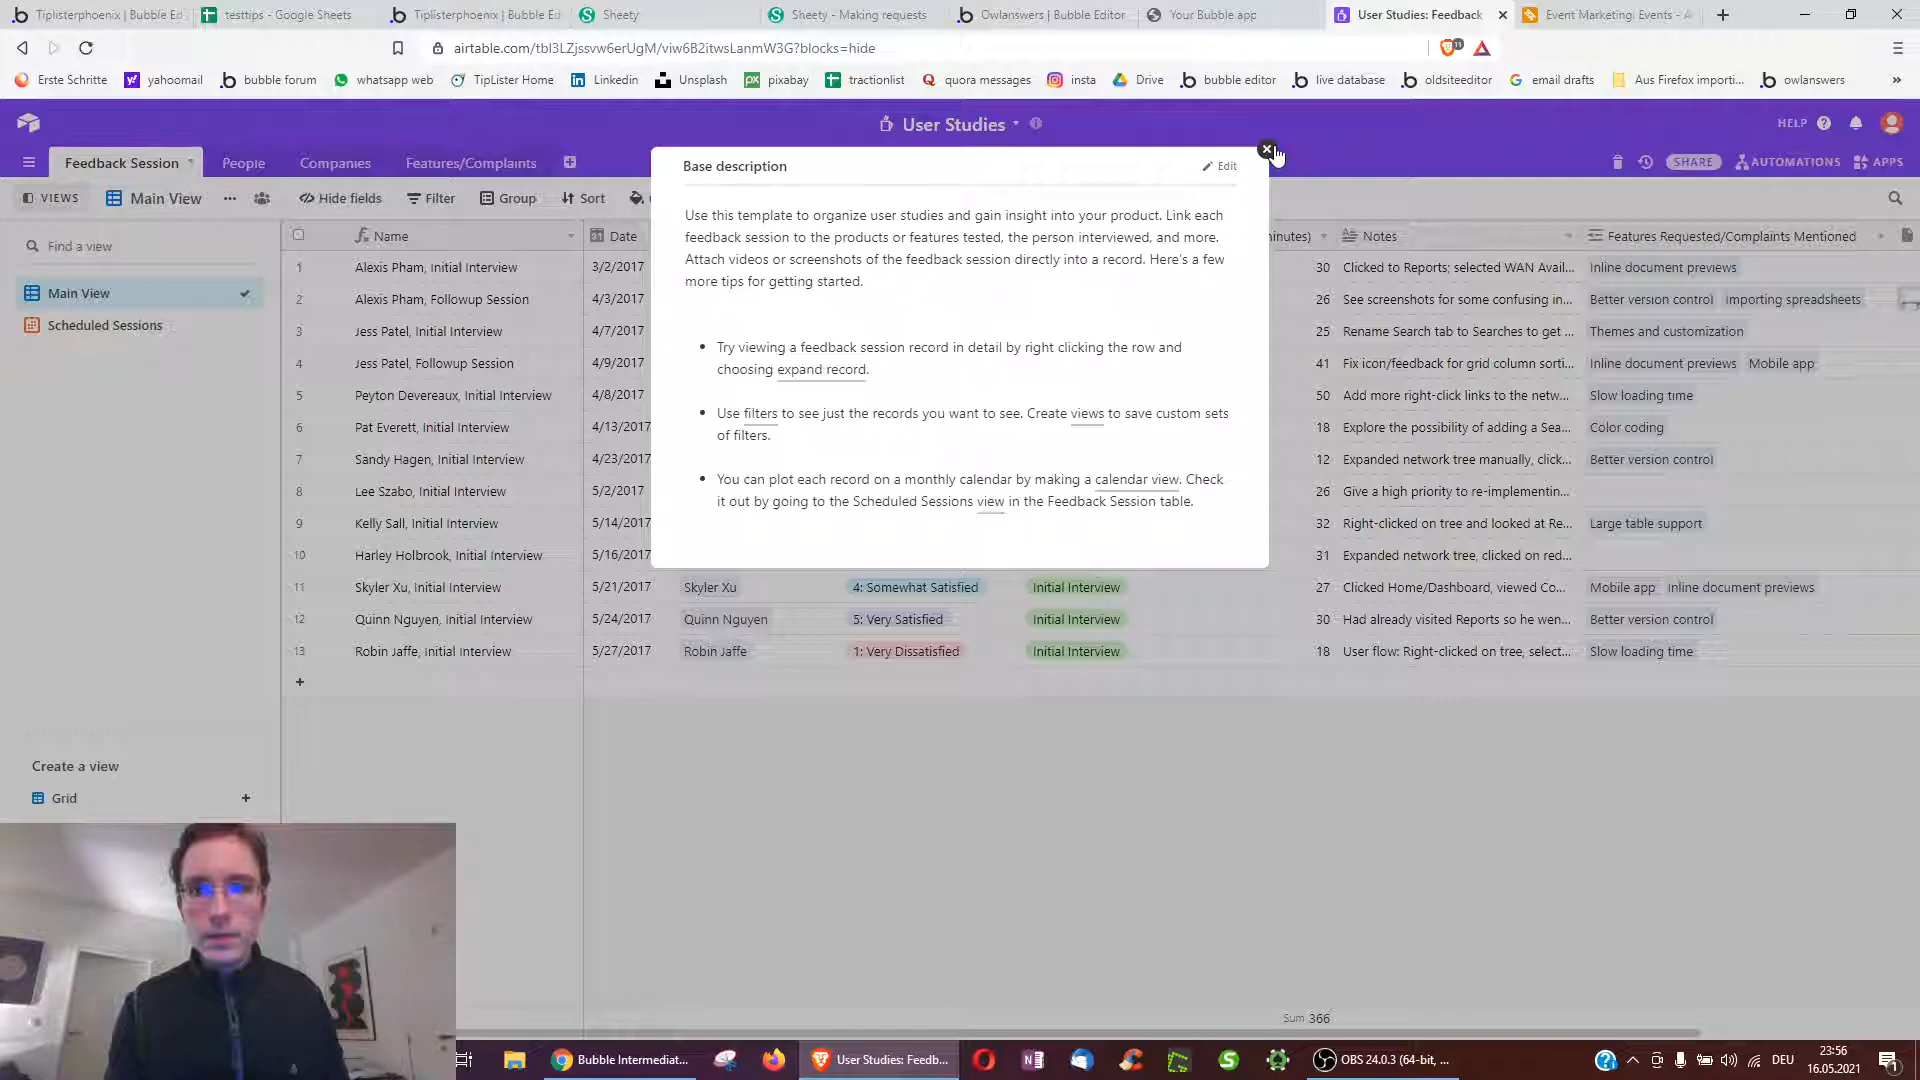 Tiplisterphoenix | Bubble Ed
testtips - Google Sheets
Tiplisterphoenix | Bubble Ed
Sheety
Sheety - Making requests
Owlanswers | Bubble Editor
Your Bubble app
User Studies: Feedback
Event Marketing: Events - A
airtable.com/tbl3LZjssvw6erUgM/viw6B2itwsLanmW3G?blocks=hide
Erste Schritte
yahoomail
bubble forum
whatsapp web
TipLister Home
Linkedin
Unsplash
pixabay
tractionlist
quora messages
insta
Drive
bubble editor
live database
oldsiteeditor
email drafts
Aus Firefox importi...
owlanswers
User Studies
HELP
Feedback Session
People
Companies
Features/Complaints
SHARE
AUTOMATIONS
APPS
VIEWS
Main View
Hide fields
Filter
Group
Sort
Find a view
Main View
Scheduled Sessions
Create a view
Grid
Base description
Edit
Use this template to organize user studies and gain insight into your product. Link each
feedback session to the products or features tested, the person interviewed, and more.
Attach videos or screenshots of the feedback session directly into a record. Here's a few
more tips for getting started.
Try viewing a feedback session record in detail by right clicking the row and
choosing expand record.
Use filters to see just the records you want to see. Create views to save custom sets
of filters.
You can plot each record on a monthly calendar by making a calendar view. Check
it out by going to the Scheduled Sessions view in the Feedback Session table.
Name Date inutes) Notes Features Requested/Complaints Mentioned
1 Alexis Pham, Initial Interview 3/2/2017 30 Clicked to Reports; selected WAN Avail... Inline document previews
2 Alexis Pham, Followup Session 4/3/2017 26 See screenshots for some confusing in... Better version control Importing spreadsheets
3 Jess Patel, Initial Interview 4/7/2017 25 Rename Search tab to Searches to get ... Themes and customization
4 Jess Patel, Followup Session 4/9/2017 41 Fix icon/feedback for grid column sorti... Inline document previews Mobile app
5 Peyton Devereaux, Initial Interview 4/8/2017 50 Add more right-click links to the netw... Slow loading time
6 Pat Everett, Initial Interview 4/13/2017 18 Explore the possibility of adding a Sea... Color coding
7 Sandy Hagen, Initial Interview 4/23/2017 12 Expanded network tree manually, click... Better version control
8 Lee Szabo, Initial Interview 5/2/2017 26 Give a high priority to re-implementin...
9 Kelly Sall, Initial Interview 5/14/2017 32 Right-clicked on tree and looked at Re... Large table support
10 Harley Holbrook, Initial Interview 5/16/2017 31 Expanded network tree, clicked on red...
11 Skyler Xu, Initial Interview 5/21/2017 Skyler Xu 4: Somewhat Satisfied Initial Interview 27 Clicked Home/Dashboard, viewed Co... Mobile app Inline document previews
12 Quinn Nguyen, Initial Interview 5/24/2017 Quinn Nguyen 5: Very Satisfied Initial Interview 30 Had already visited Reports so he wen... Better version control
13 Robin Jaffe, Initial Interview 5/27/2017 Robin Jaffe 1: Very Dissatisfied Initial Interview 18 User flow: Right-clicked on tree, select... Slow loading time
Sum 366
Bubble Intermediat...
User Studies: Feedb...
OBS 24.0.3 (64-bit, ...
DEU
23:56
16.05.2021